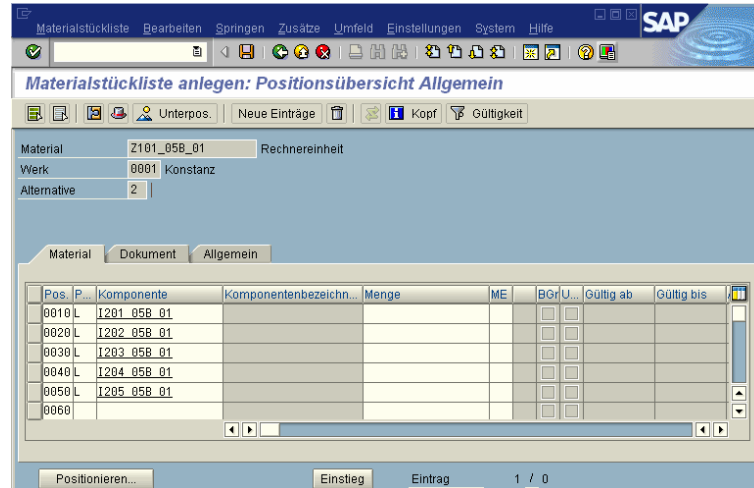 Materialstückliste Bearbeiten Springen Zusätze Umfeld Einstellungen System Hilfe
SAP
Materialstückliste anlegen: Positionsübersicht Allgemein
Unterpos. Neue Einträge Kopf Gültigkeit
Material Z101_05B_01 Rechnereinheit
Werk 0001 Konstanz
Alternative 2
Material Dokument Allgemein
Pos. P... Komponente Komponentenbezeichn... Menge ME BGr U... Gültig ab Gültig bis
0010 L I201_05B_01
0020 L I202_05B_01
0030 L I203_05B_01
0040 L I204_05B_01
0050 L I205_05B_01
0060
Positionieren... Einstieg Eintrag 1 / 0